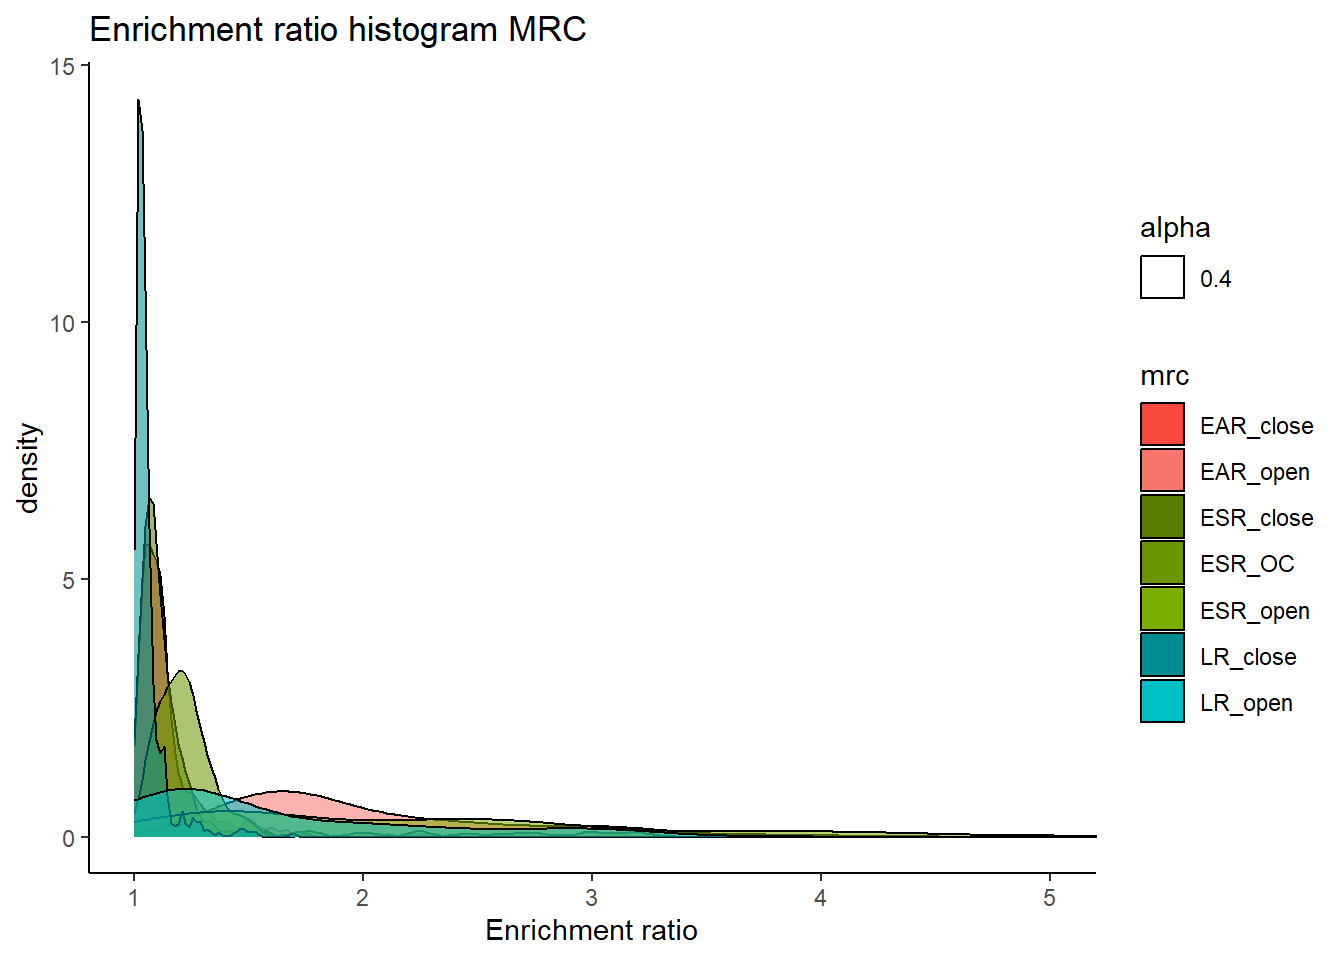 Enrichment ratio histogram MRC
15
10
5
0
density
1
2
3
4
5
Enrichment ratio
alpha
0.4
mrc
EAR_close
EAR_open
ESR_close
ESR_OC
ESR_open
LR_close
LR_open